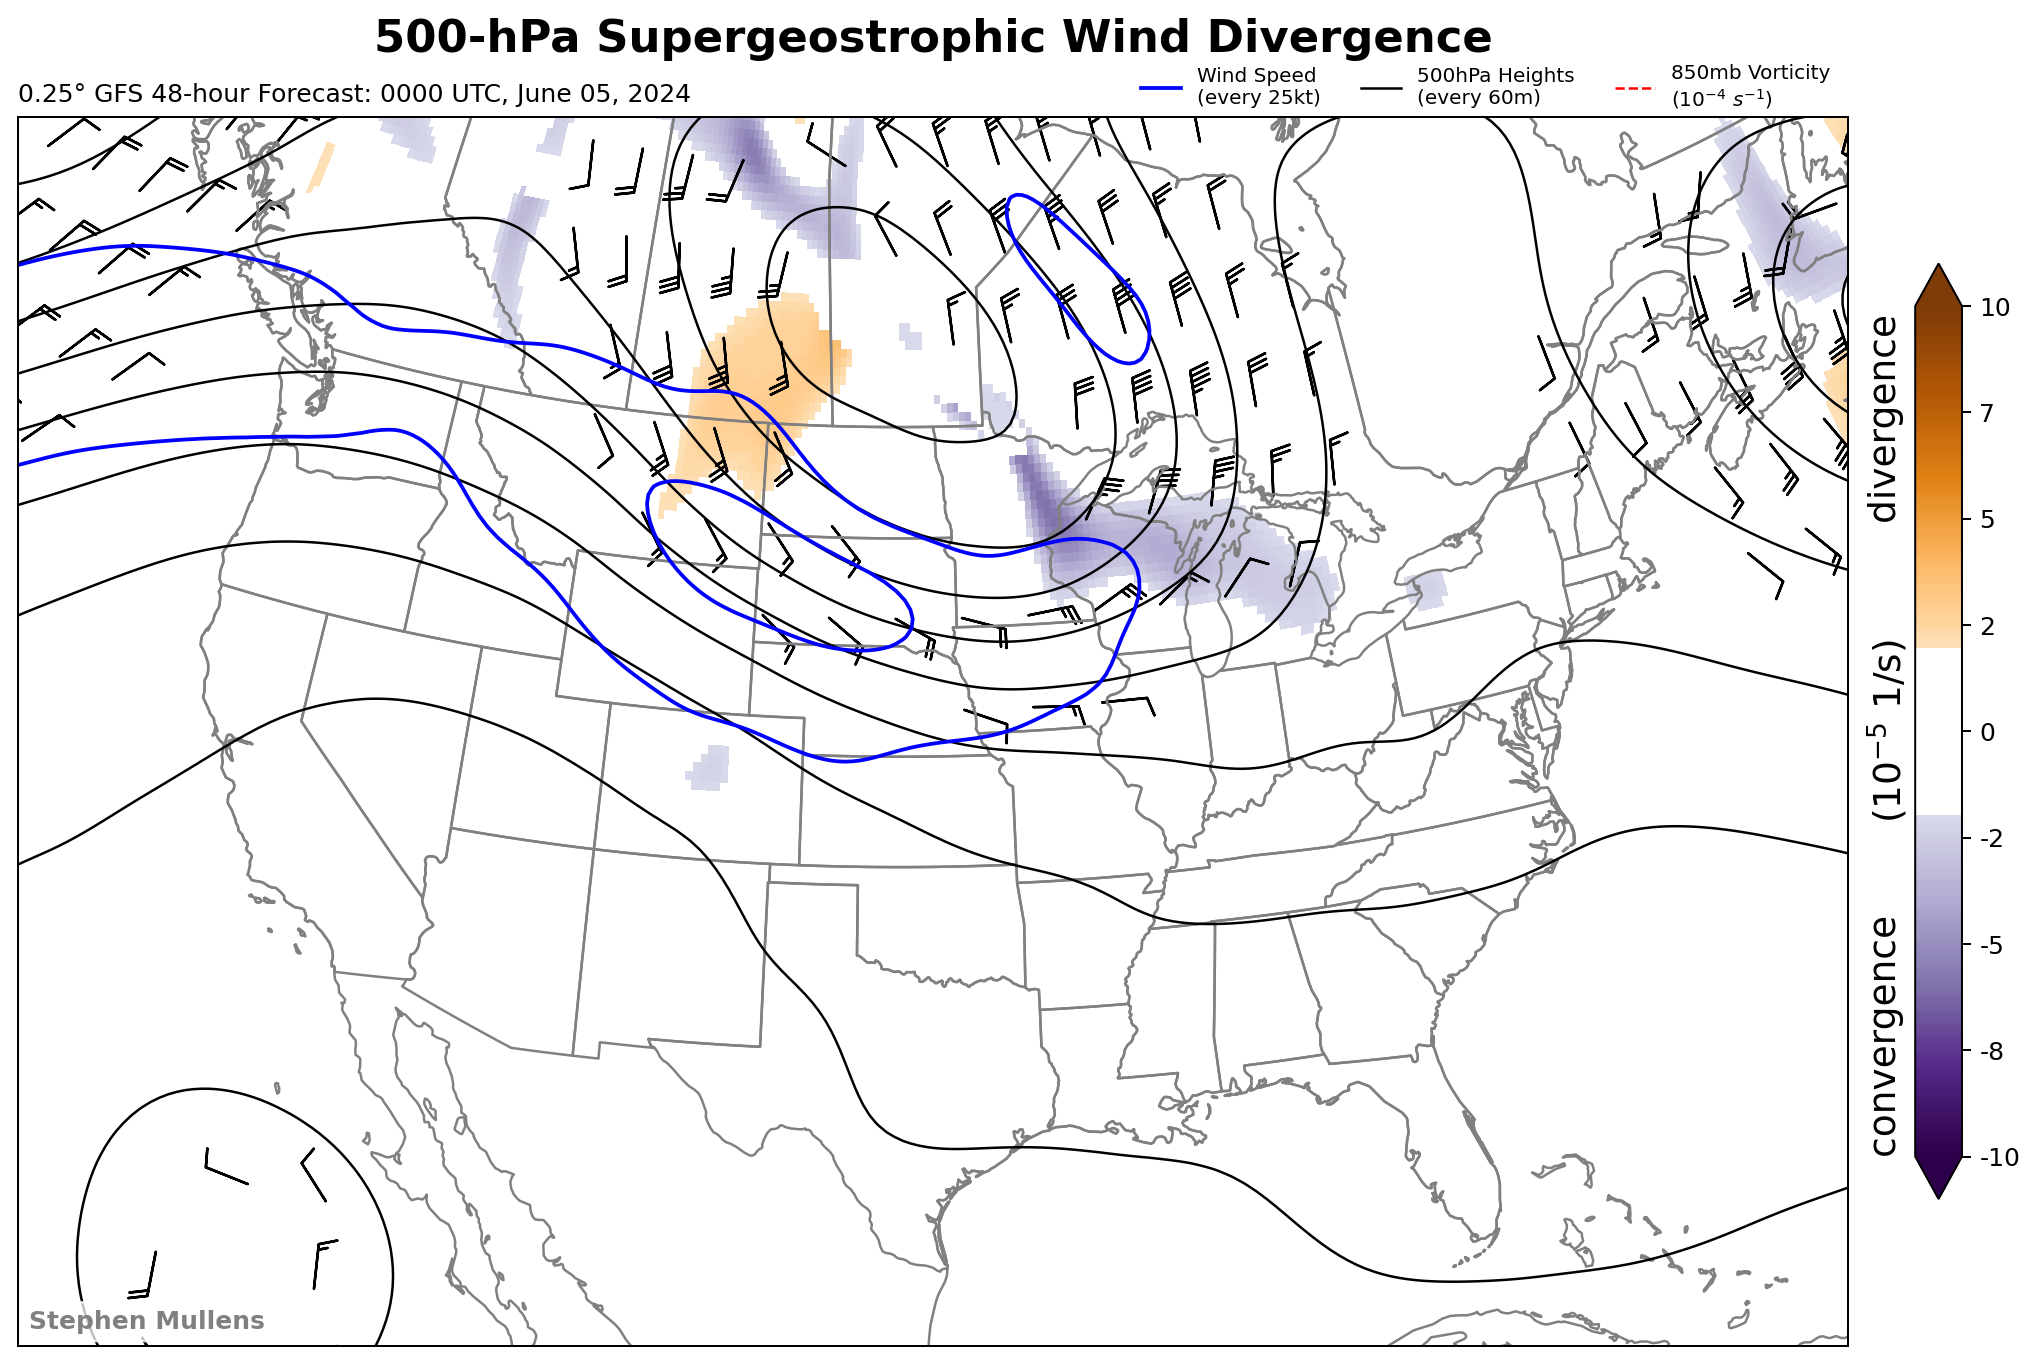 500-hPa Supergeostrophic Wind Divergence
0.25° GFS 48-hour Forecast: 0000 UTC, June 05, 2024
Wind Speed
(every 25kt)
500hPa Heights
(every 60m)
850mb Vorticity
(10⁻⁴ s⁻¹)
10
7
5
2
0
-2
-5
-8
-10
convergence (10⁻⁵ 1/s) divergence
Stephen Mullens